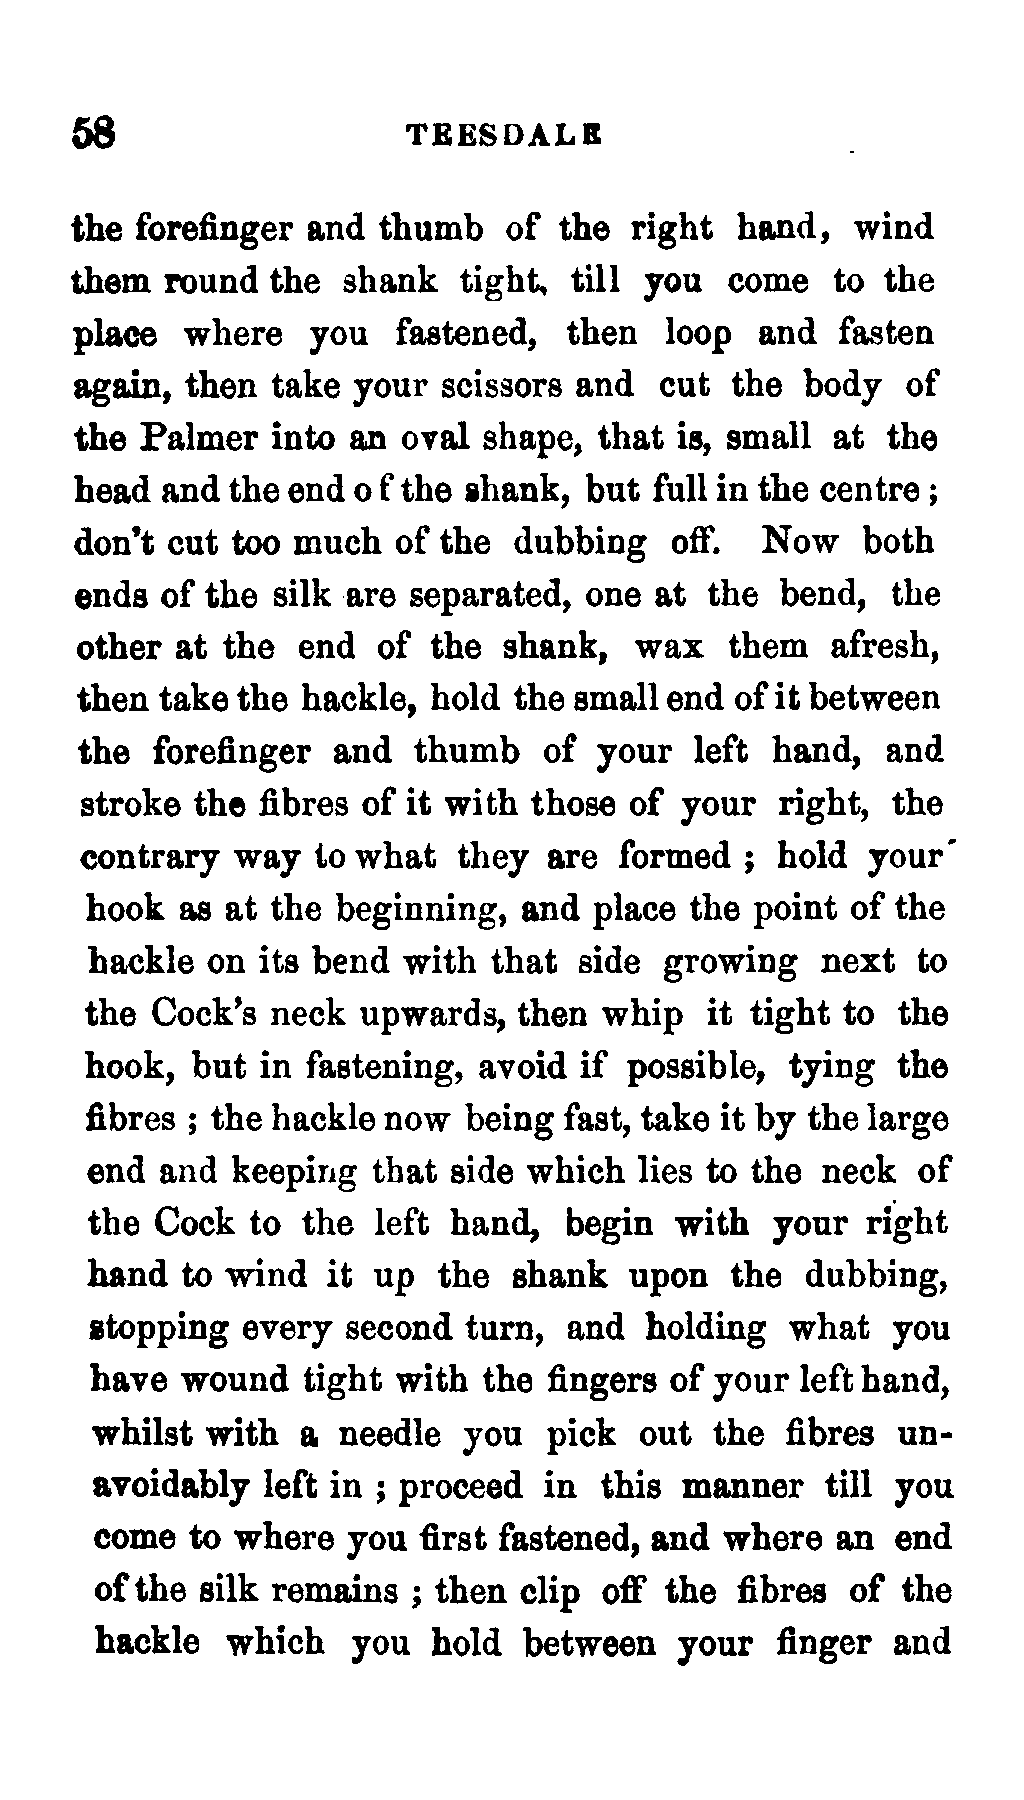 58 TEESDALE
the forefinger and thumb of the right hand, wind
them round the shank tight, till you come to the
place where you fastened, then loop and fasten
again, then take your scissors and cut the body of
the Palmer into an oval shape, that is, small at the
head and the end of the shank, but full in the centre ;
don't cut too much of the dubbing off. Now both
ends of the silk are separated, one at the bend, the
other at the end of the shank, wax them afresh,
then take the hackle, hold the small end of it between
the forefinger and thumb of your left hand, and
stroke the fibres of it with those of your right, the
contrary way to what they are formed ; hold your
hook as at the beginning, and place the point of the
hackle on its bend with that side growing next to
the Cock's neck upwards, then whip it tight to the
hook, but in fastening, avoid if possible, tying the
fibres ; the hackle now being fast, take it by the large
end and keeping that side which lies to the neck of
the Cock to the left hand, begin with your right
hand to wind it up the shank upon the dubbing,
stopping every second turn, and holding what you
have wound tight with the fingers of your left hand,
whilst with a needle you pick out the fibres un-
avoidably left in ; proceed in this manner till you
come to where you first fastened, and where an end
of the silk remains ; then clip off the fibres of the
hackle which you hold between your finger and